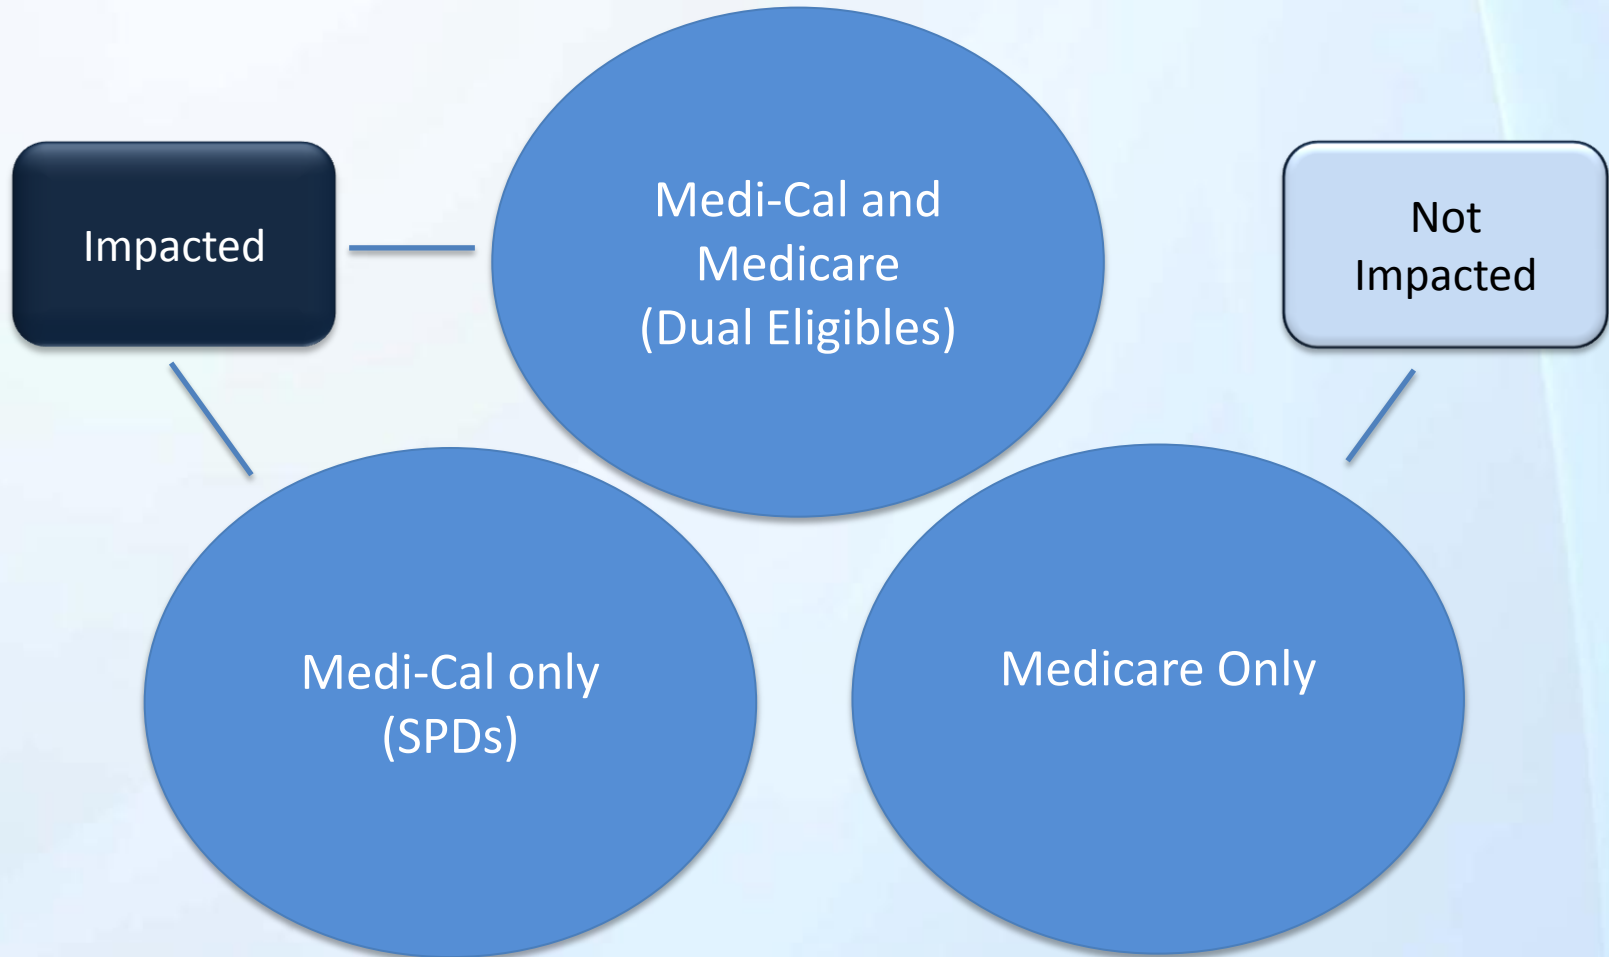 Impacted
Medi-Cal and
Medicare
(Dual Eligibles)
Not
Impacted
Medi-Cal only
(SPDs)
Medicare Only